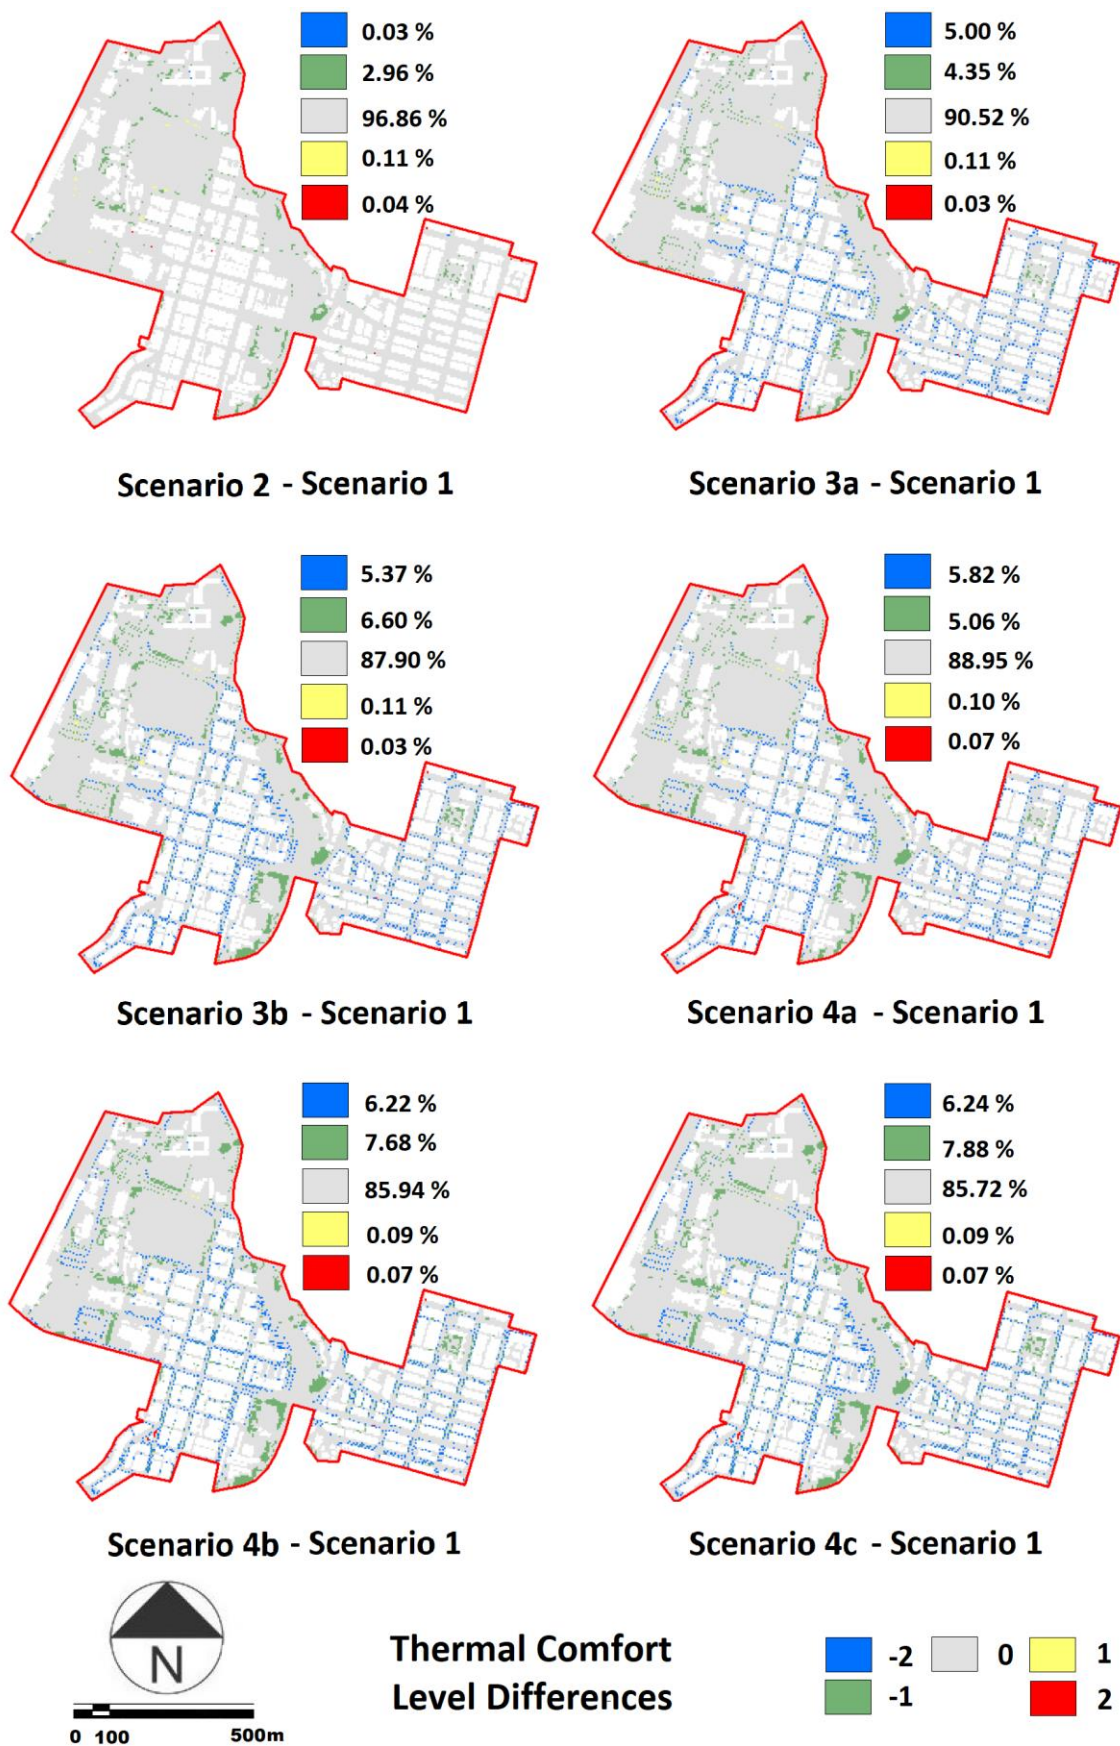 0.03 %
2.96 %
96.86 %
0.11 %
0.04 %
Scenario 2 - Scenario 1
5.00 %
4.35 %
90.52 %
0.11 %
0.03 %
Scenario 3a - Scenario 1
5.37 %
6.60 %
87.90 %
0.11 %
0.03 %
Scenario 3b - Scenario 1
5.82 %
5.06 %
88.95 %
0.10 %
0.07 %
Scenario 4a - Scenario 1
6.22 %
7.68 %
85.94 %
0.09 %
0.07 %
Scenario 4b - Scenario 1
6.24 %
7.88 %
85.72 %
0.09 %
0.07 %
Scenario 4c - Scenario 1
N
0 100 500m
Thermal Comfort
Level Differences
-2 0 1
-1 2